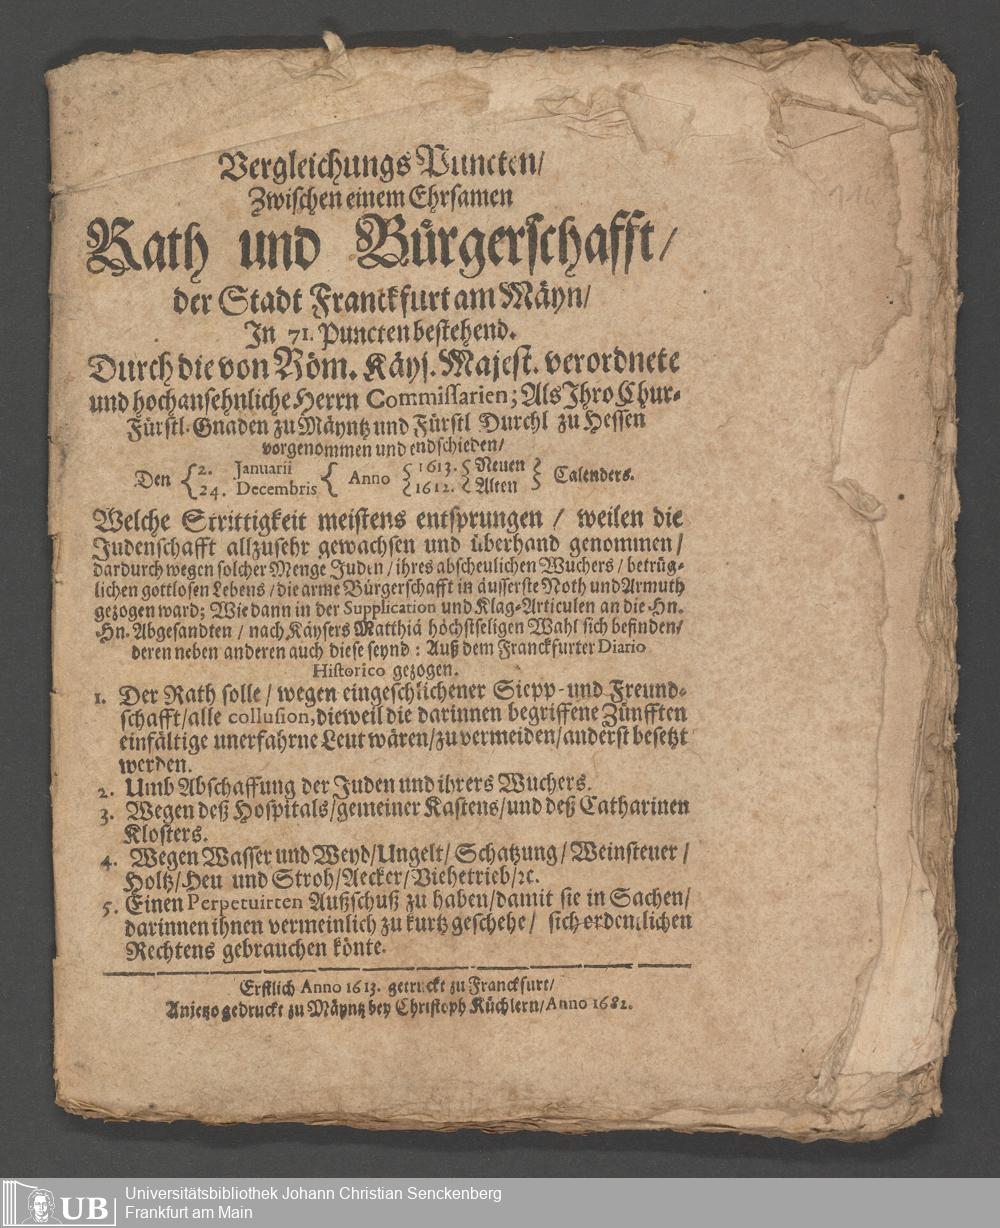 Vergleichungs Puncten/
Zwischen einem Ehrsamen
Rath und Bürgerschafft/
der Stadt Franckfurt am Mäyn/
In 71. Puncten bestehend.
Durch die von Röm. Käys. Majest. verordnete
und hochansehnliche Herrn Commissarien; Als Ihro Chur-
Fürstl. Gnaden zu Mäyntz und Fürstl Durchl zu Hessen
vorgenommen und endschieden/
Den { 2. Januarii { Anno { 1613. { Neuen } Calenders.
24. Decembris 1612. { Alten
Welche Strittigkeit meistens entsprungen / weilen die
Judenschafft allzusehr gewachsen und überhand genommen /
dardurch wegen solcher Menge Juden / ihres abscheulichen Wuchers / betrüg-
lichen gottlosen Lebens / die arme Bürgerschafft in äusserste Noth und Armuth
gezogen ward; Wie dann in der Supplication und Klag-Articulen an die Hn.
Hn. Abgesandten / nach Käysers Matthiä höchstseligen Wahl sich befinden/
deren neben anderen auch diese seynd: Auß dem Franckfurter Diario
Historico gezogen.
1. Der Rath solle / wegen eingeschlichener Siepp- und Freund-
schafft/alle collusion, dieweil die darinnen begriffene Zünfften
einfältige unerfahrne Leut wären/zu vermeiden/anderst besetzt
werden.
2. Umb Abschaffung der Juden und ihrers Wuchers.
3. Wegen deß Hospitals/gemeiner Kastens/und deß Catharinen
Klosters.
4. Wegen Wasser und Weyd/Ungelt/ Schatzung / Weinsteuer /
Holtz/Heu und Stroh/Aecker/Viehetrieb/ꝛc.
5. Einen Perpetuirten Außschuß zu haben/damit sie in Sachen/
darinnen ihnen vermeinlich zu kurtz geschehe / sich ordentlichen
Rechtens gebrauchen könte.
Erstlich Anno 1613. getruckt zu Franckfurt/
Anjetzo gedruckt zu Mäyntz bey Christoph Küchlern/Anno 1682.
UB
Universitätsbibliothek Johann Christian Senckenberg
Frankfurt am Main